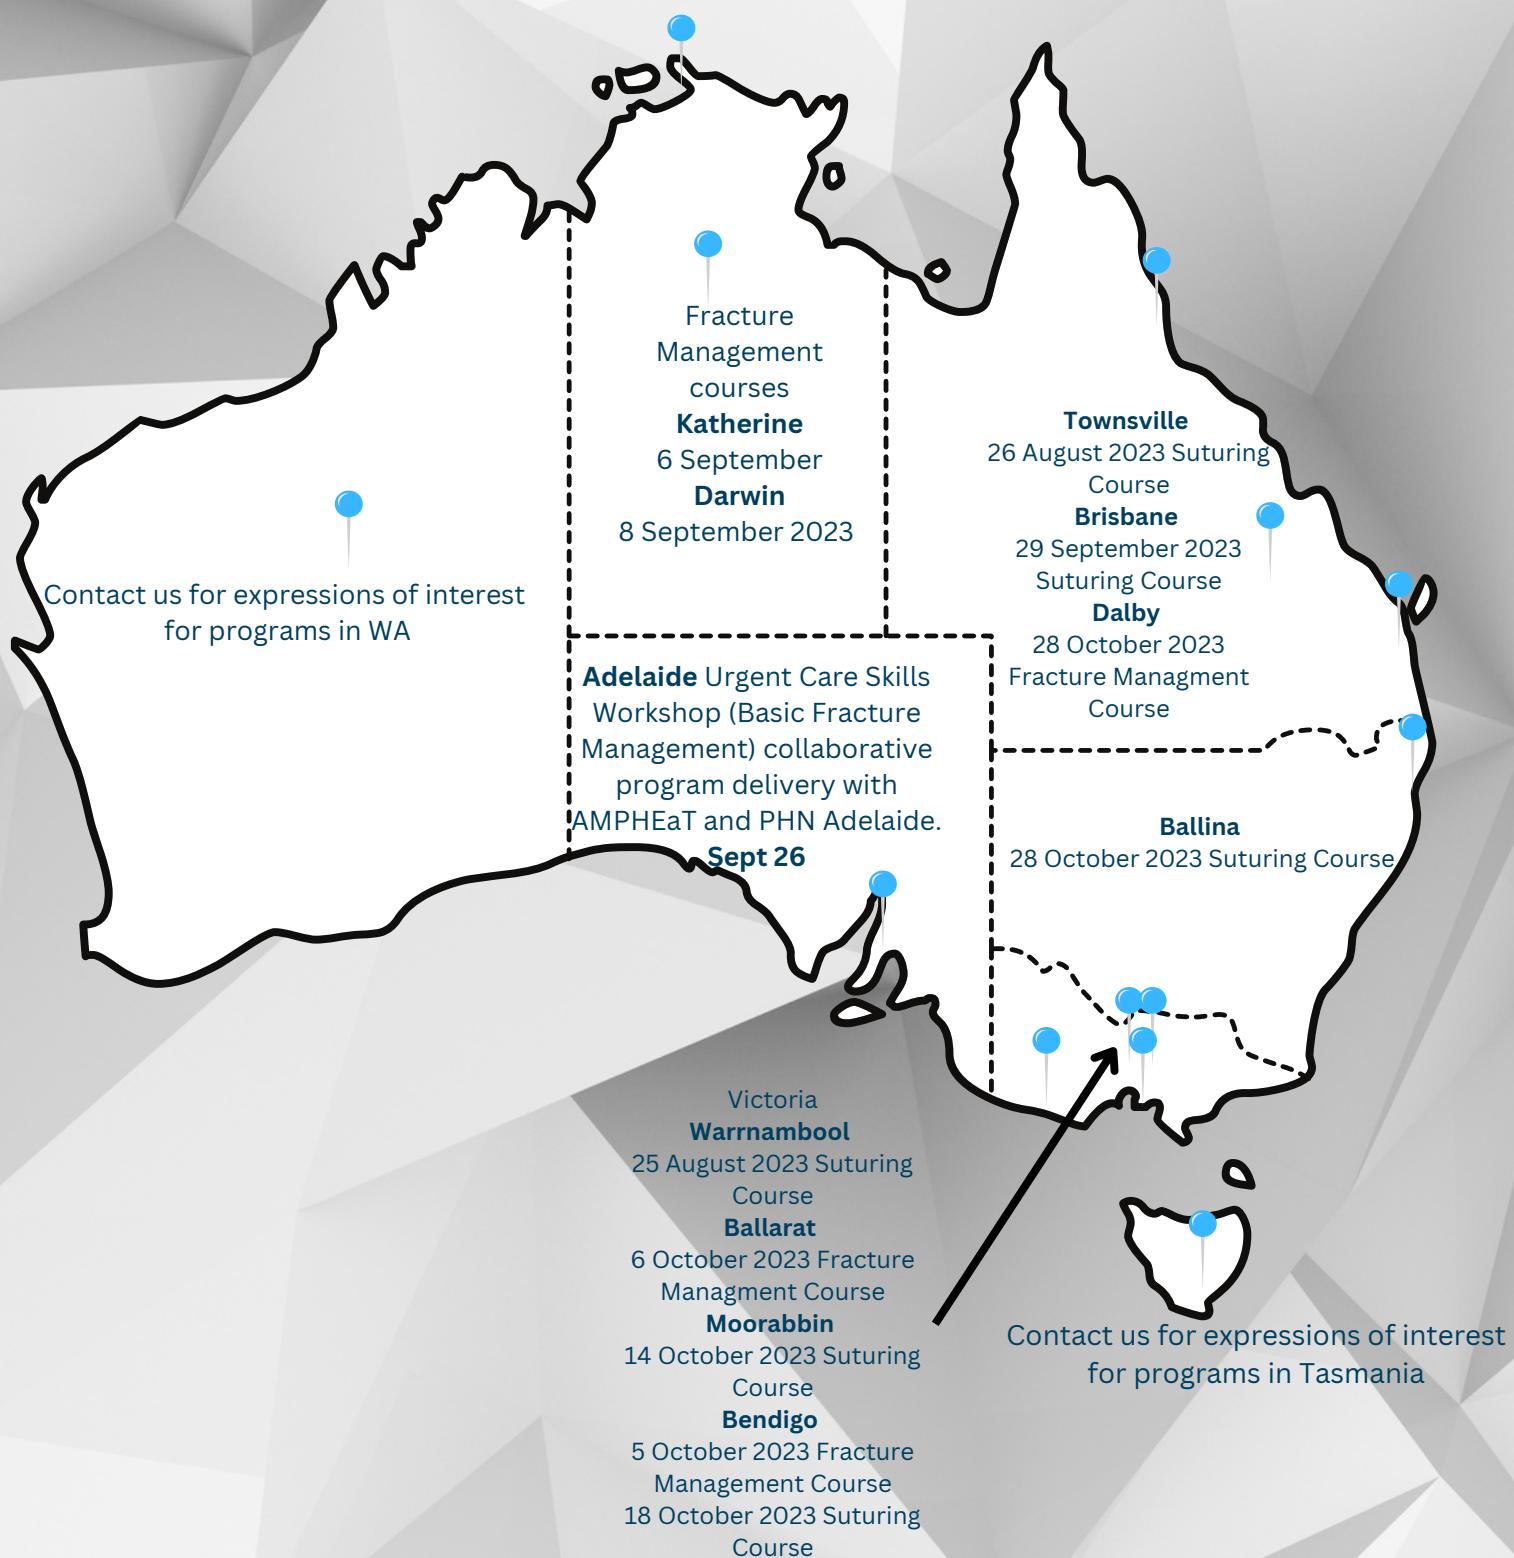 Fracture
Management
courses
Katherine
6 September
Darwin
8 September 2023
Townsville
26 August 2023 Suturing
Course
Brisbane
29 September 2023
Suturing Course
Dalby
28 October 2023
Fracture Managment
Course
Contact us for expressions of interest
for programs in WA
Adelaide Urgent Care Skills
Workshop (Basic Fracture
Management) collaborative
program delivery with
AMPHEaT and PHN Adelaide.
Sept 26
Ballina
28 October 2023 Suturing Course
Victoria
Warrnambool
25 August 2023 Suturing
Course
Ballarat
6 October 2023 Fracture
Managment Course
Moorabbin
14 October 2023 Suturing
Course
Bendigo
5 October 2023 Fracture
Management Course
18 October 2023 Suturing
Course
Contact us for expressions of interest
for programs in Tasmania